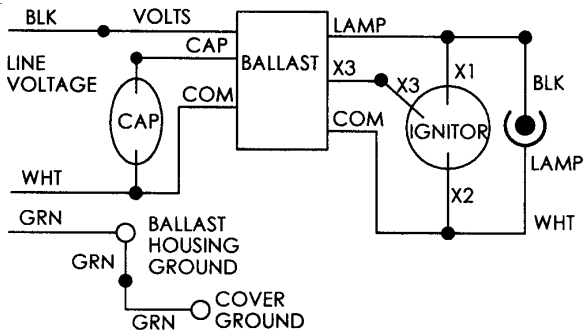 BLK
VOLTS
LAMP
CAP
LINE
VOLTAGE
BALLAST
X3
X3
X1
BLK
COM
CAP
COM
IGNITOR
LAMP
WHT
X2
WHT
GRN
BALLAST
HOUSING
GROUND
GRN
COVER
GROUND
GRN